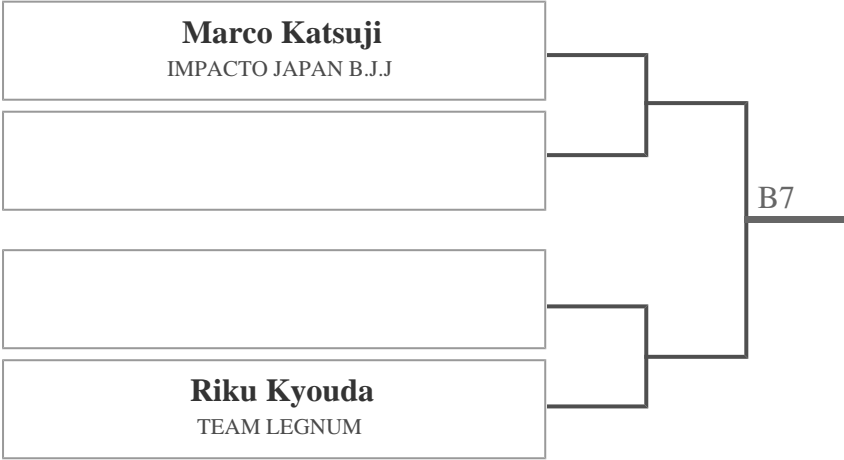 Marco Katsuji
IMPACTO JAPAN B.J.J
B7
Riku Kyouda
TEAM LEGNUM